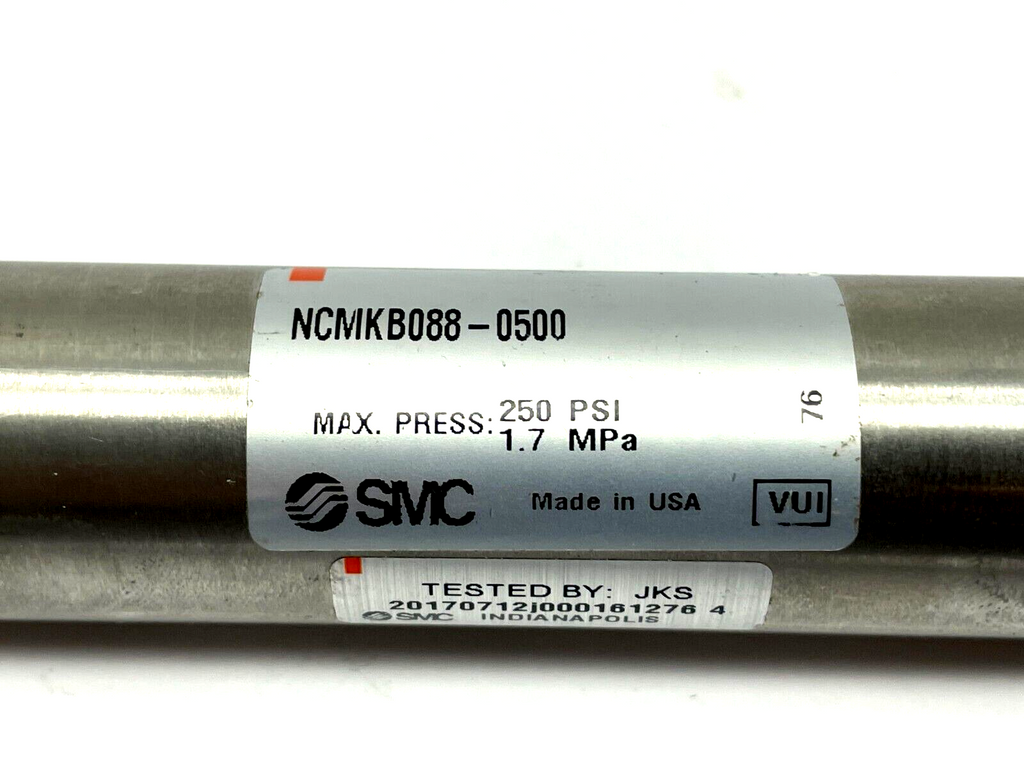 NCMKB088-0500
MAX. PRESS: 250 PSI
1.7 MPa
76
SMC Made in USA VUI
TESTED BY: JKS
20170712j000161276 4
SMC INDIANAPOLIS